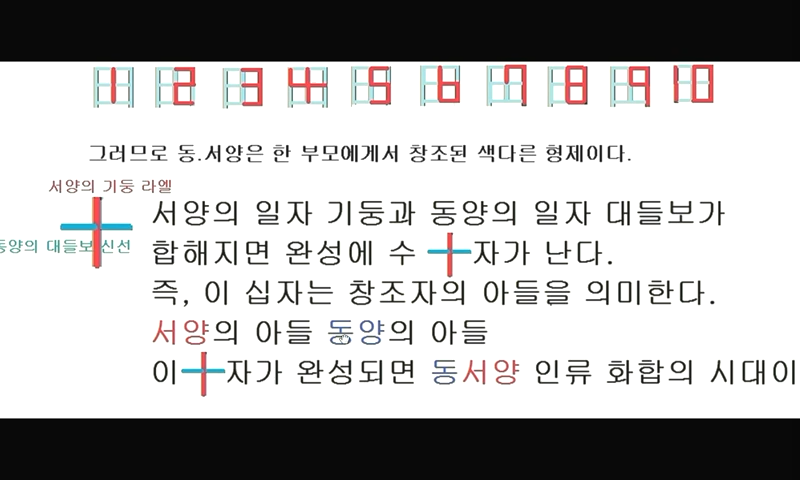 1 2 3 4 5 6 7 8 9 10
그러므로 동.서양은 한 부모에게서 창조된 색다른 형제이다.
서양의 기둥 라엘
동양의 대들보 신선
서양의 일자 기둥과 동양의 일자 대들보가
합해지면 완성에 수 十자가 난다.
즉, 이 십자는 창조자의 아들을 의미한다.
서양의 아들 동양의 아들
이 十자가 완성되면 동서양 인류 화합의 시대이